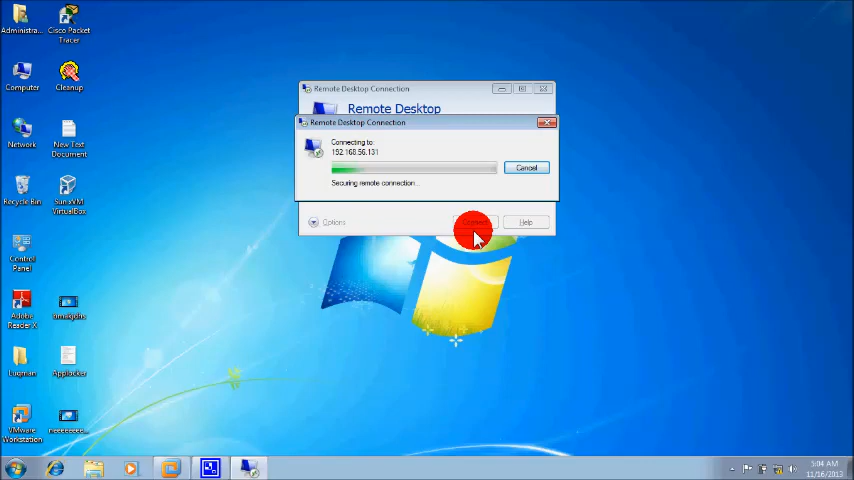 Administra...
Cisco Packet
Tracer
Computer
Cleanup
Network
New Text
Document
Recycle Bin
Sun xVM
VirtualBox
Control
Panel
Adobe
Reader X
Luqman
Applocker
VMware
Workstation
Remote Desktop Connection
Remote Desktop
Remote Desktop Connection
Connecting to:
192.168.56.131
Cancel
Securing remote connection...
Options
Connect
Help
5:04 AM
11/16/2013